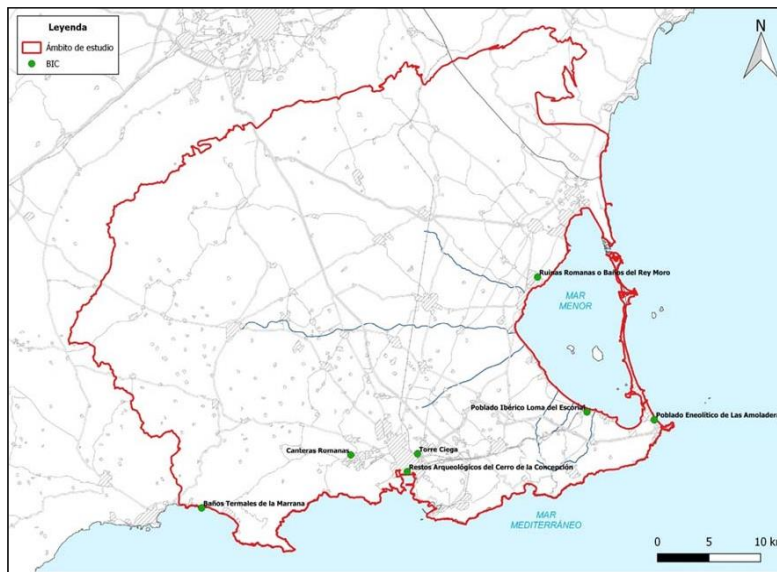 Leyenda
Ámbito de estudio
BIC
N
Ruinas Romanas o Baños del Rey Moro
MAR
MENOR
Poblado Ibérico Loma del Escorial
Poblado Eneolítico de Las Amolader
Canteras Romanas
Torre Ciega
Restos Arqueológicos del Cerro de la Concepción
Baños Termales de la Marrana
MAR
MEDITERRÁNEO
0 5 10 km